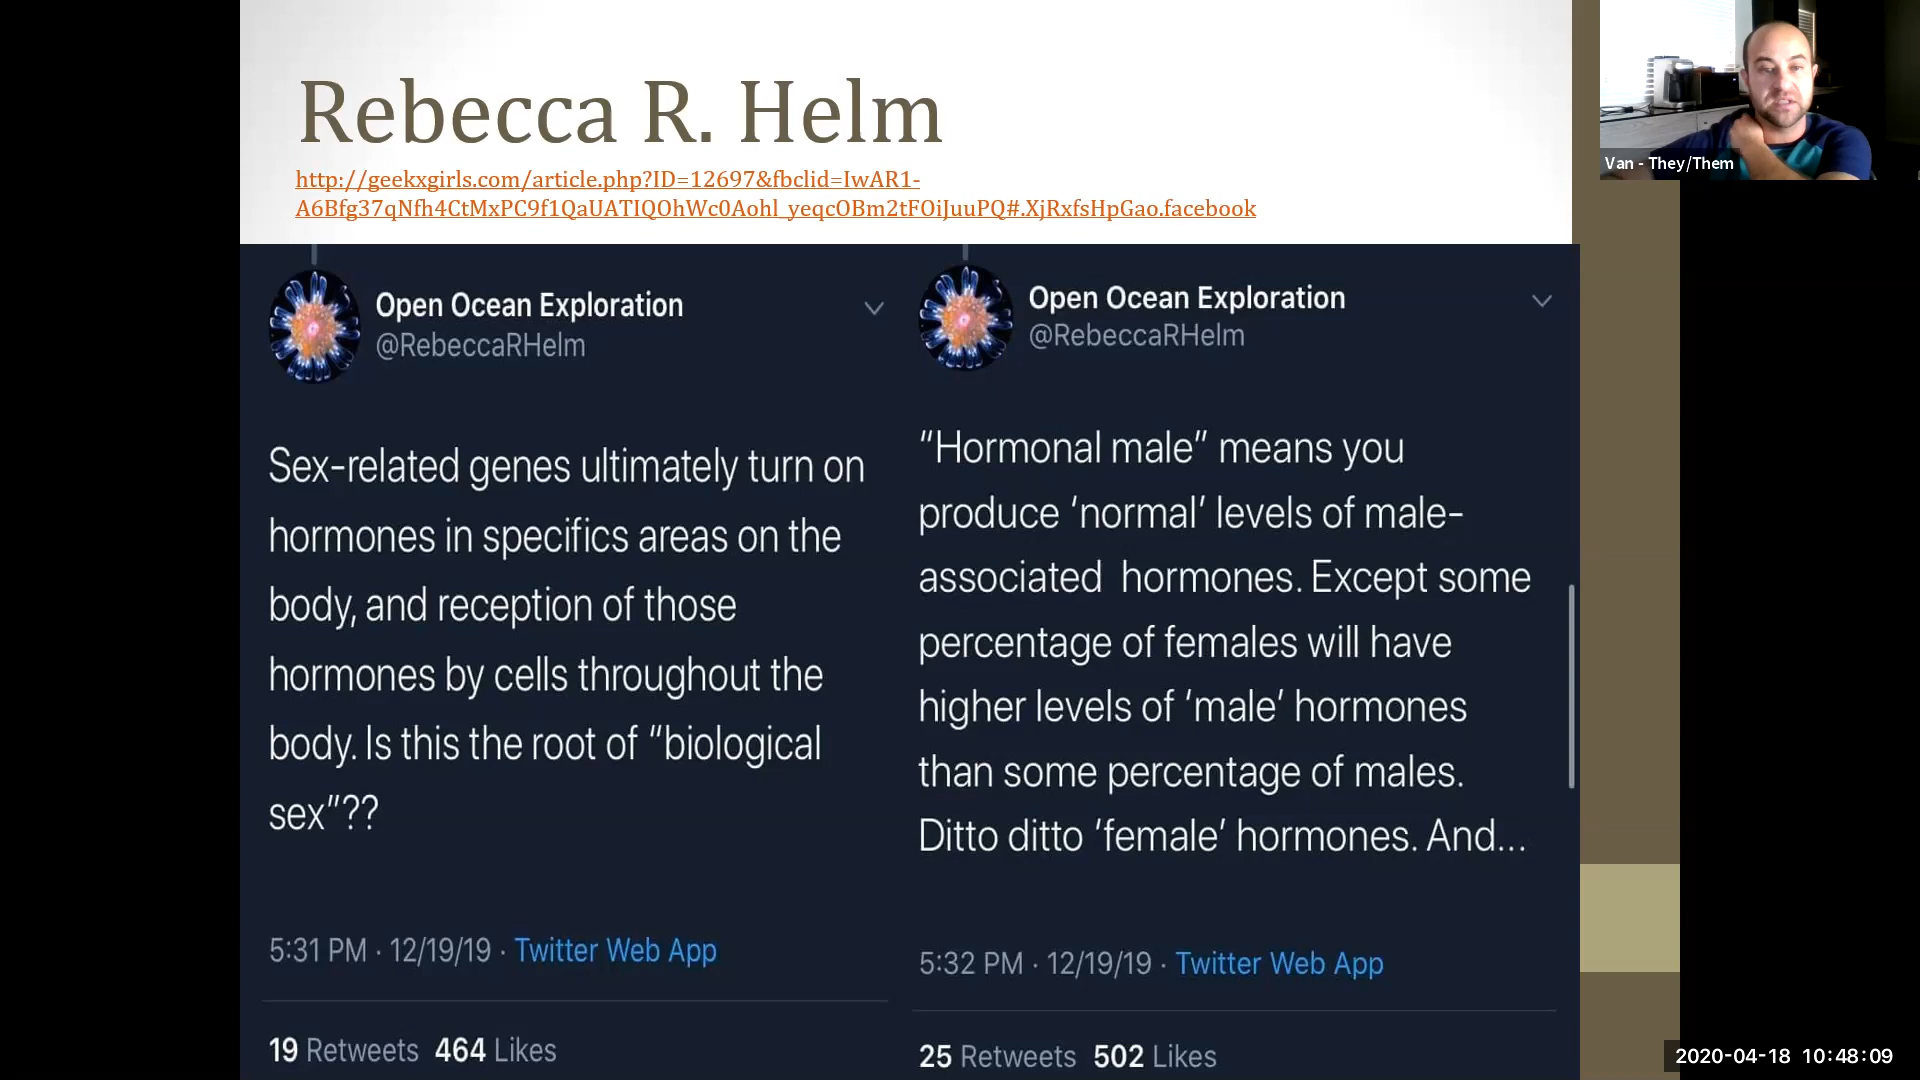 Rebecca R. Helm
http://geekxgirls.com/article.php?ID=12697&fbclid=IwAR1-
A6Bfg37qNfh4CtMxPC9f1QaUATIQOhWc0Aohl_yeqcOBm2tFOiJuuPQ#.XjRxfsHpGao.facebook
Van - They/Them
Open Ocean Exploration
@RebeccaRHelm
Sex-related genes ultimately turn on
hormones in specifics areas on the
body, and reception of those
hormones by cells throughout the
body. Is this the root of “biological
sex”??
5:31 PM · 12/19/19 · Twitter Web App
19 Retweets 464 Likes
Open Ocean Exploration
@RebeccaRHelm
“Hormonal male” means you
produce ‘normal’ levels of male-
associated hormones. Except some
percentage of females will have
higher levels of ‘male’ hormones
than some percentage of males.
Ditto ditto ‘female’ hormones. And...
5:32 PM · 12/19/19 · Twitter Web App
25 Retweets 502 Likes
2020-04-18 10:48:09